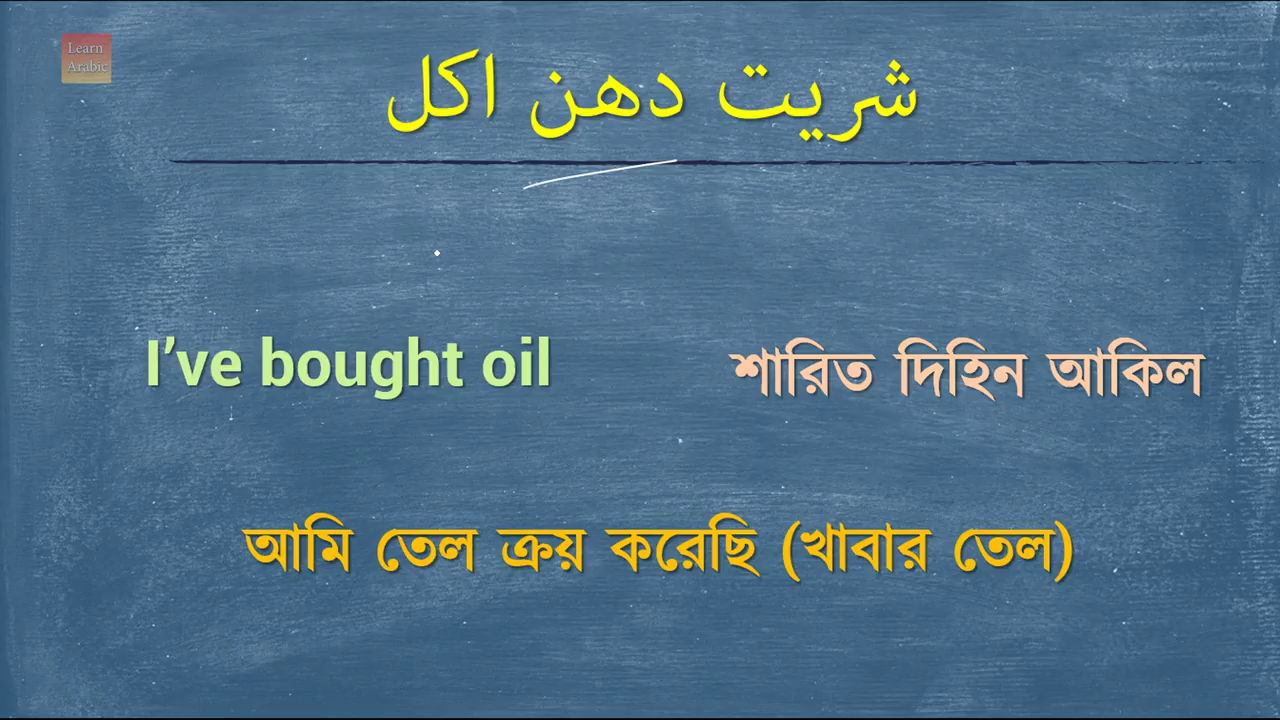 Learn
Arabic
شريت دهن اكل
I've bought oil
শারিত দিহিন আকিল
আমি তেল ক্রয় করেছি (খাবার তেল)